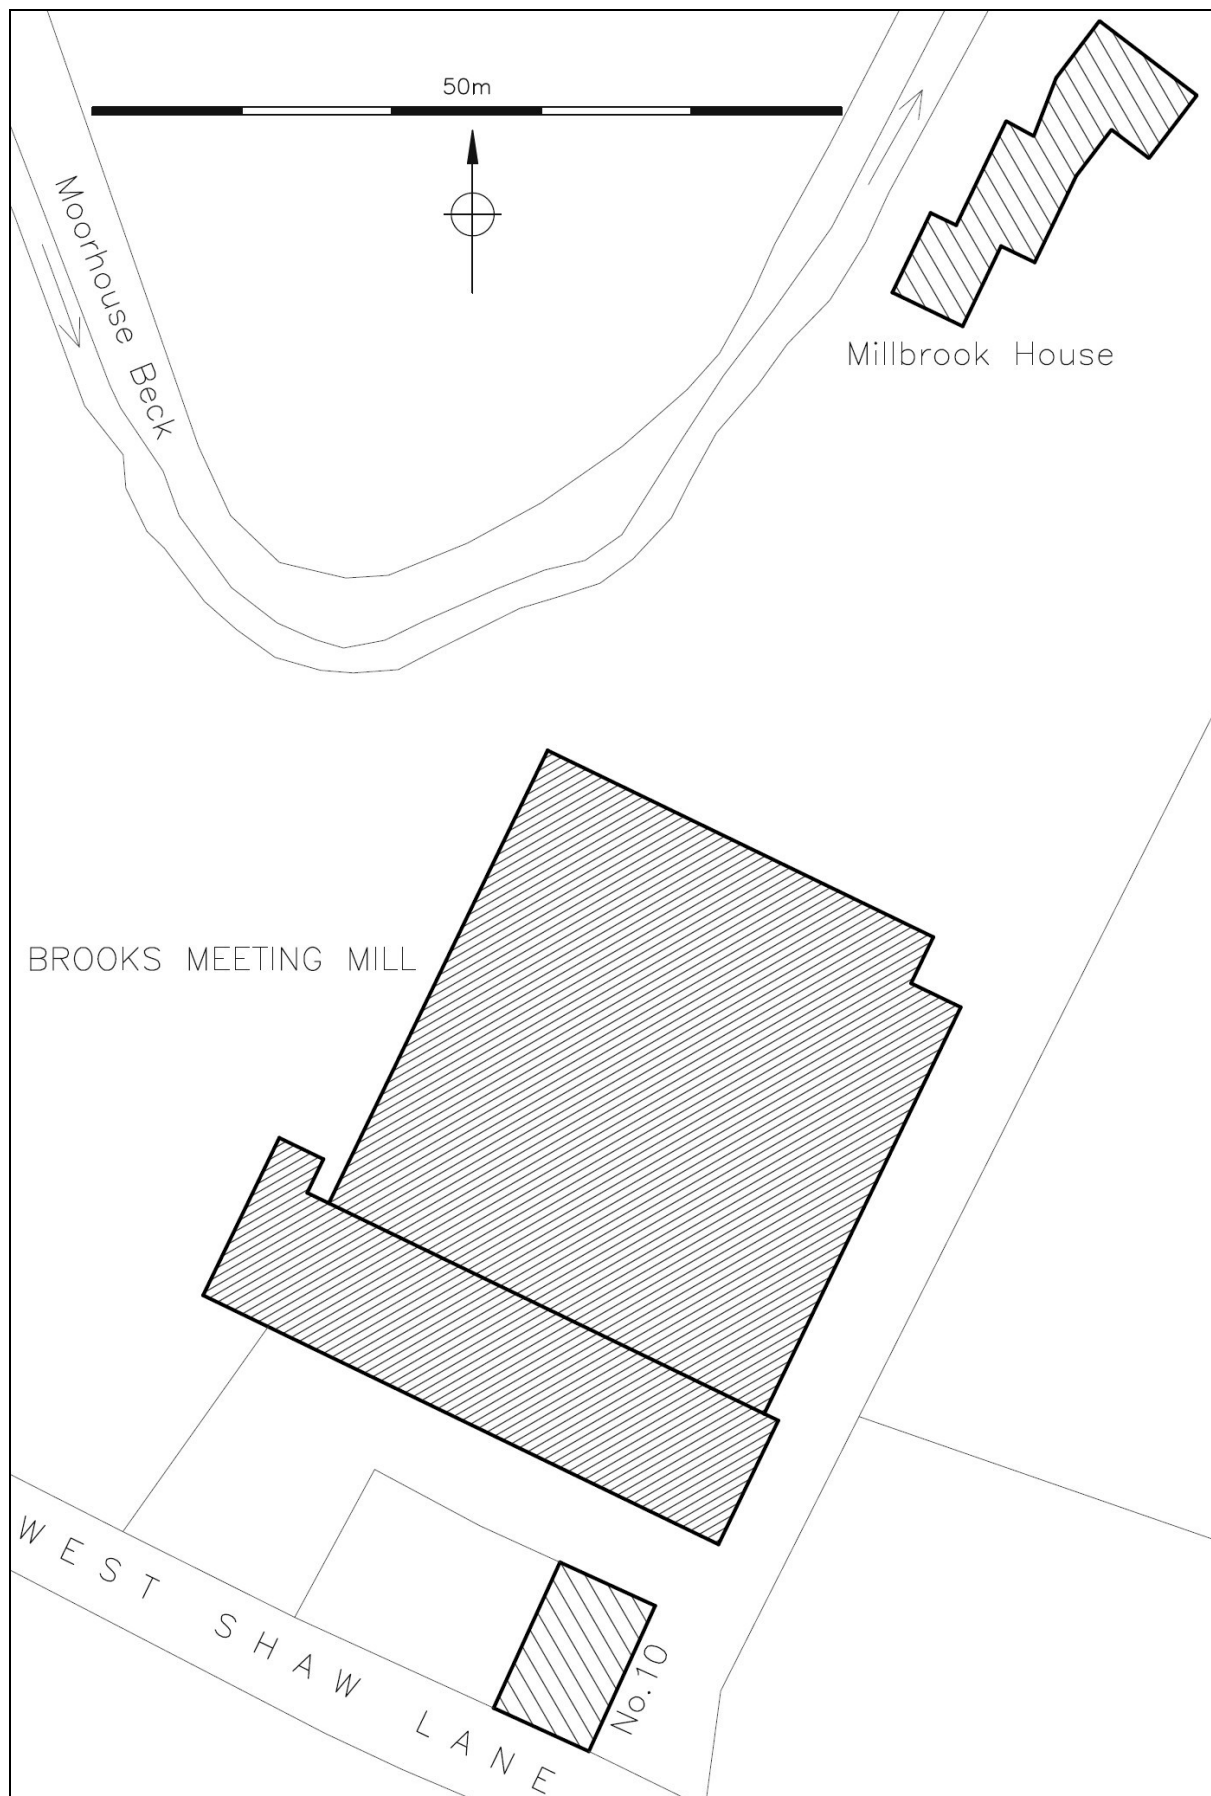 50m
Moorhouse Beck
Millbrook House
BROOKS MEETING MILL
WEST SHAW LANE
No.10